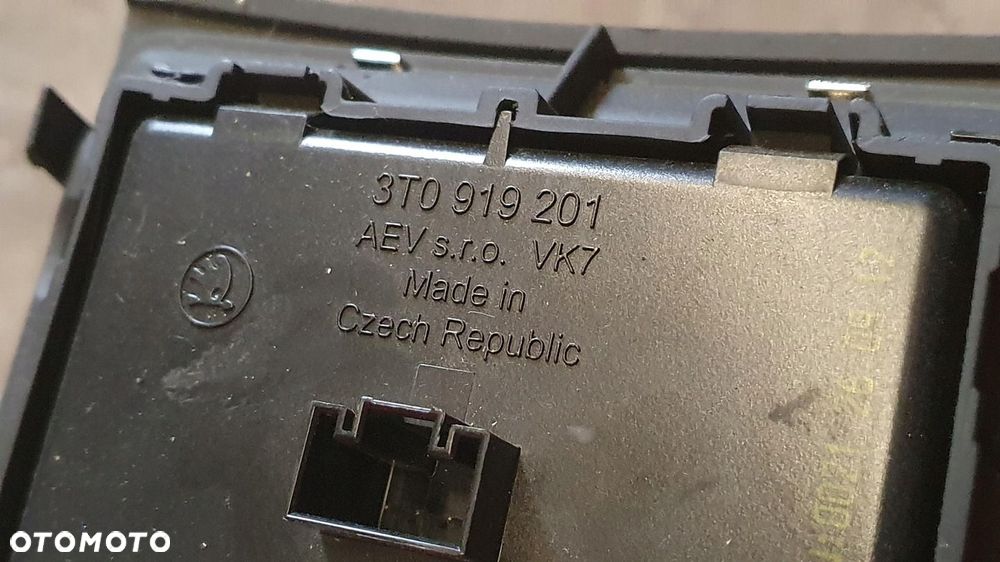 3T0 919 201
AEV s.r.o. VK7
Made in
Czech Republic
OTOMOTO